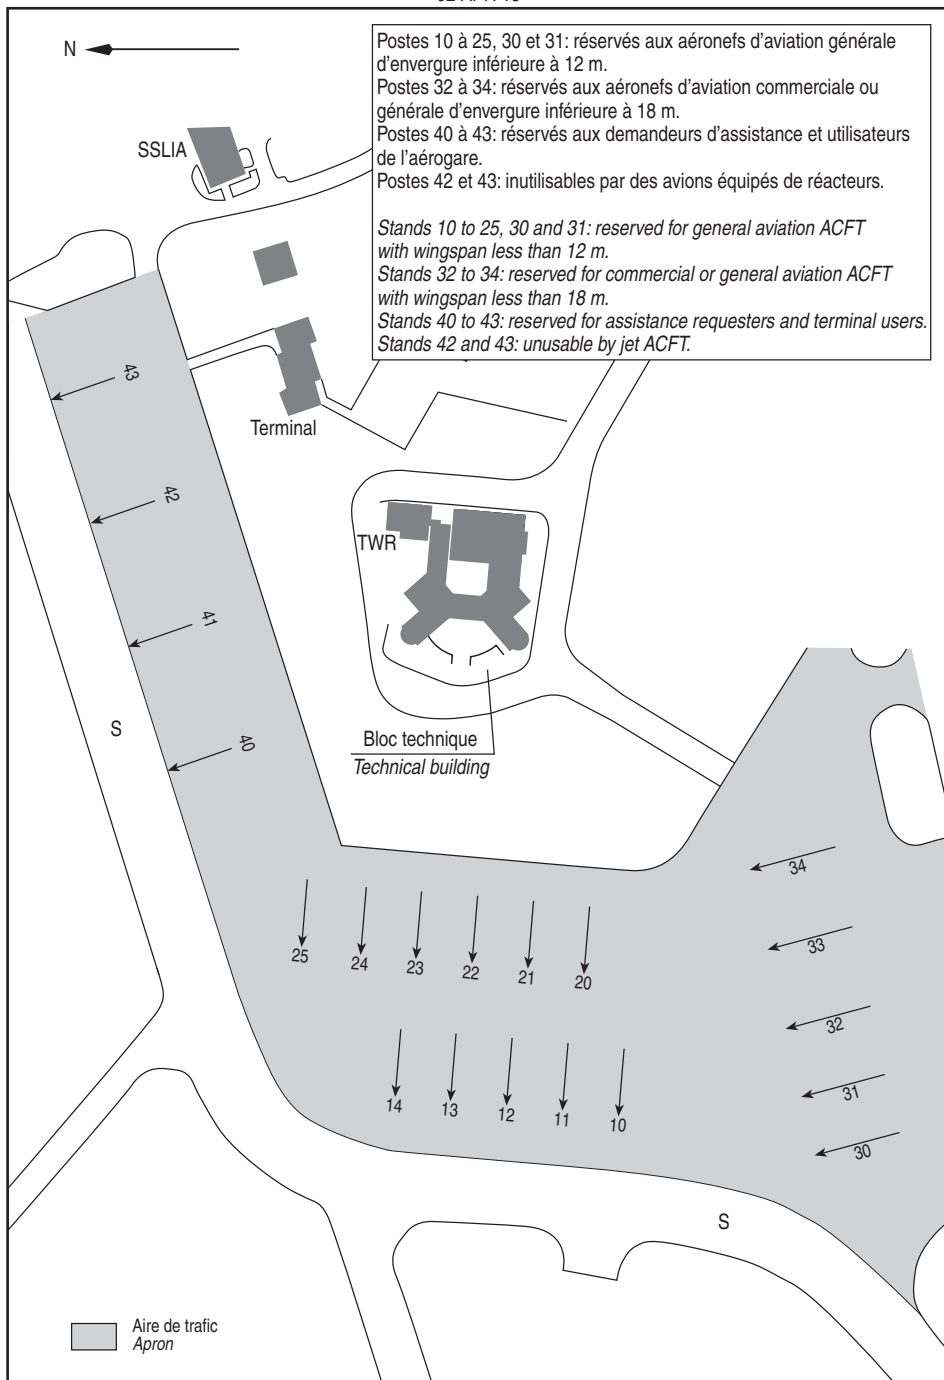 N
Postes 10 à 25, 30 et 31: réservés aux aéronefs d'aviation générale
d'envergure inférieure à 12 m.
Postes 32 à 34: réservés aux aéronefs d'aviation commerciale ou
générale d'envergure inférieure à 18 m.
Postes 40 à 43: réservés aux demandeurs d'assistance et utilisateurs
de l'aérogare.
Postes 42 et 43: inutilisables par des avions équipés de réacteurs.
Stands 10 to 25, 30 and 31: reserved for general aviation ACFT
with wingspan less than 12 m.
Stands 32 to 34: reserved for commercial or general aviation ACFT
with wingspan less than 18 m.
Stands 40 to 43: reserved for assistance requesters and terminal users.
Stands 42 and 43: unusable by jet ACFT.
SSLIA
43
Terminal
42
TWR
41
S
40
Bloc technique
Technical building
34
33
25
24
23
22
21
20
32
31
14
13
12
11
10
30
S
Aire de trafic
Apron